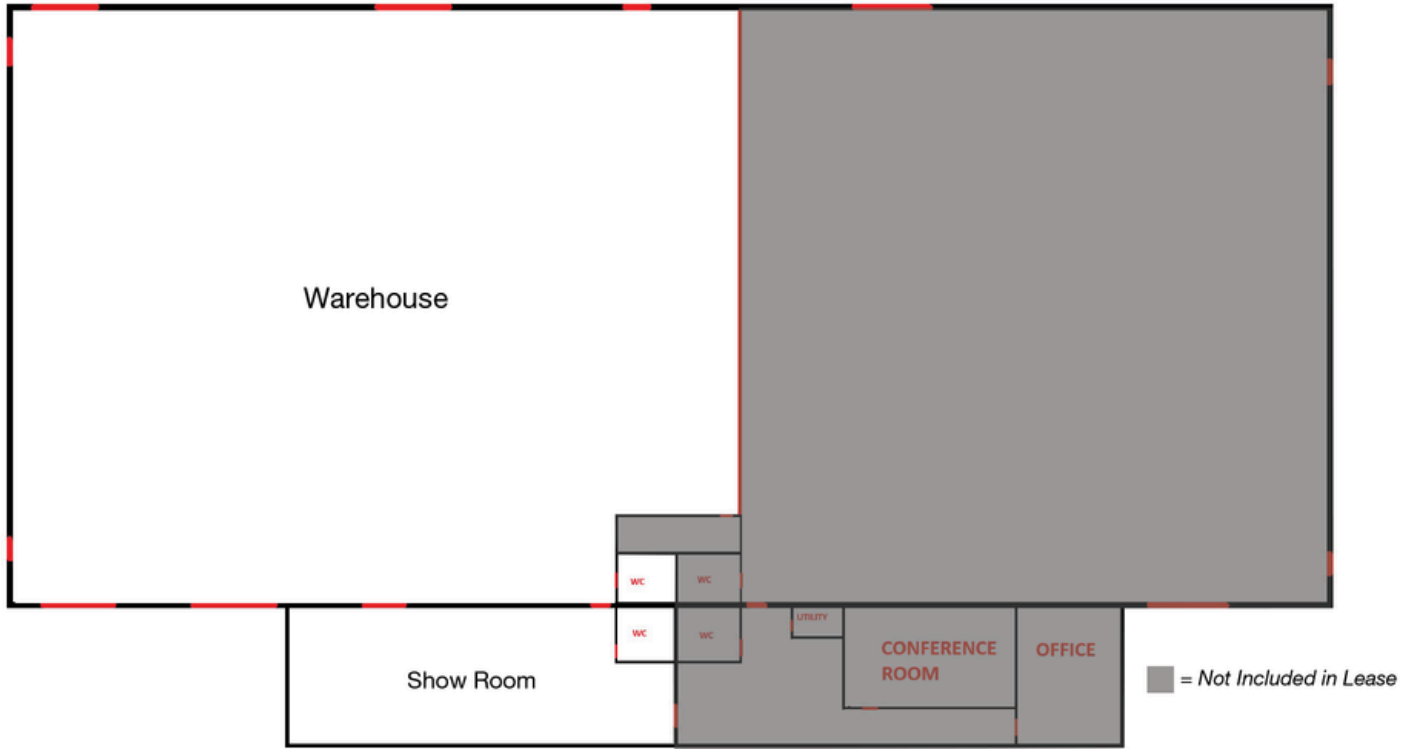 Warehouse
WC
WC
WC
WC
UTILITY
CONFERENCE
ROOM
OFFICE
Show Room
= Not Included in Lease